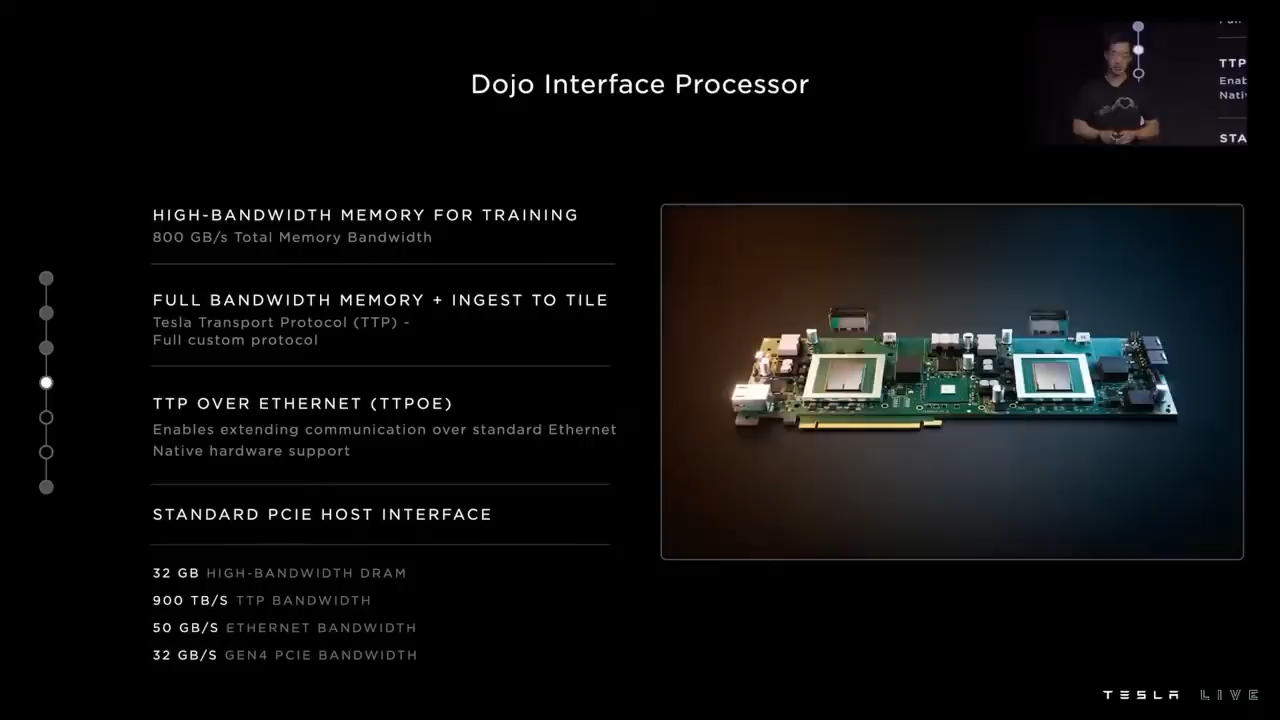 Dojo Interface Processor
TTP
Enab
Nativ
STA
HIGH-BANDWIDTH MEMORY FOR TRAINING
800 GB/s Total Memory Bandwidth
FULL BANDWIDTH MEMORY + INGEST TO TILE
Tesla Transport Protocol (TTP) -
Full custom protocol
TTP OVER ETHERNET (TTPOE)
Enables extending communication over standard Ethernet
Native hardware support
STANDARD PCIE HOST INTERFACE
32 GB HIGH-BANDWIDTH DRAM
900 TB/S TTP BANDWIDTH
50 GB/S ETHERNET BANDWIDTH
32 GB/S GEN4 PCIE BANDWIDTH
TESLA LIVE